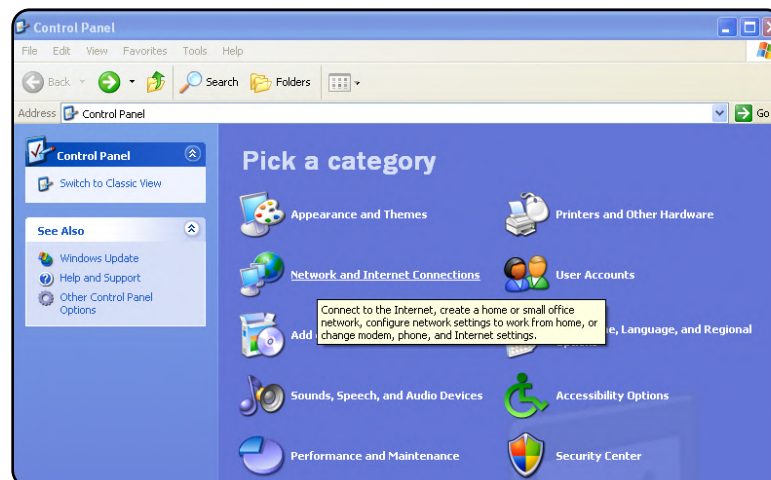 Control Panel
File Edit View Favorites Tools Help
Back Search Folders
Address Control Panel Go
Control Panel
Switch to Classic View
See Also
Windows Update
Help and Support
Other Control Panel
Options
Pick a category
Appearance and Themes
Printers and Other Hardware
Network and Internet Connections
User Accounts
Connect to the Internet, create a home or small office
network, configure network settings to work from home, or
change modem, phone, and Internet settings.
Add
Language, and Regional
Sounds, Speech, and Audio Devices
Accessibility Options
Performance and Maintenance
Security Center